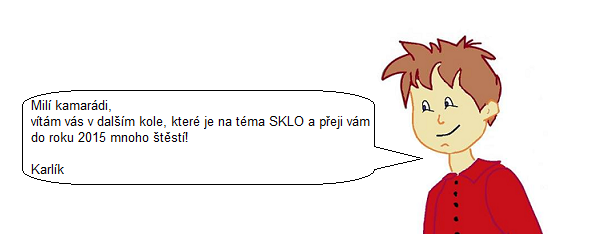 Milí kamarádi,
vítám vás v dalším kole, které je na téma SKLO a přeji vám
do roku 2015 mnoho štěstí!
Karlík